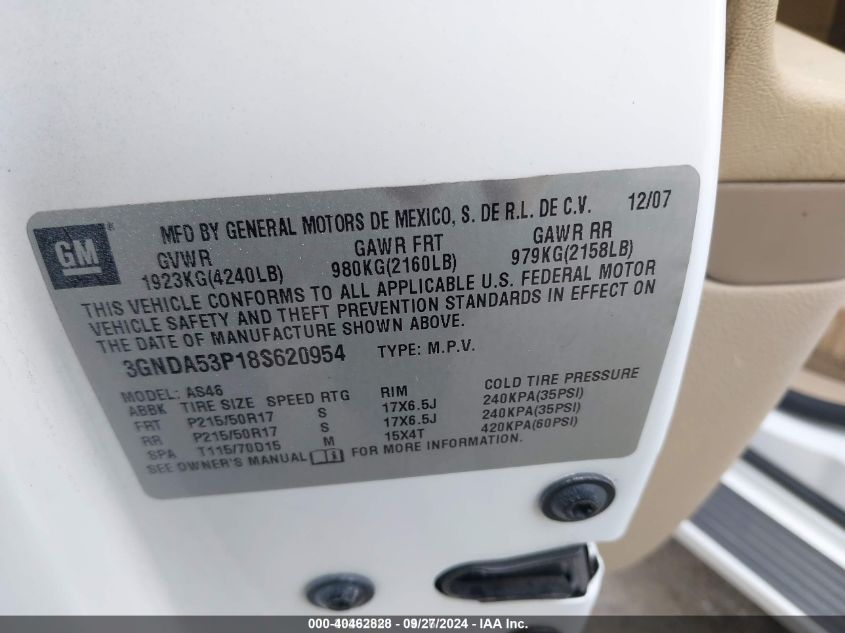 GM ®
MFD BY GENERAL MOTORS DE MEXICO, S. DE R.L. DE C.V. 12/07
GVWR GAWR FRT GAWR RR
1923KG(4240LB) 980KG(2160LB) 979KG(2158LB)
THIS VEHICLE CONFORMS TO ALL APPLICABLE U.S. FEDERAL MOTOR
VEHICLE SAFETY AND THEFT PREVENTION STANDARDS IN EFFECT ON
THE DATE OF MANUFACTURE SHOWN ABOVE.
3GNDA53P18S620954 TYPE: M.P.V.
MODEL: AS46
ABBK TIRE SIZE SPEED RTG RIM COLD TIRE PRESSURE
FRT P215/50R17 S 17X6.5J 240KPA(35PSI)
RR P215/50R17 S 17X6.5J 240KPA(35PSI)
SPA T115/70D15 M 15X4T 420KPA(60PSI)
SEE OWNER'S MANUAL FOR MORE INFORMATION.
000-40462828 - 09/27/2024 - IAA, Inc.